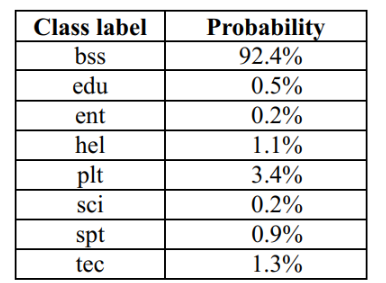 Class label Probability
bss 92.4%
edu 0.5%
ent 0.2%
hel 1.1%
plt 3.4%
sci 0.2%
spt 0.9%
tec 1.3%